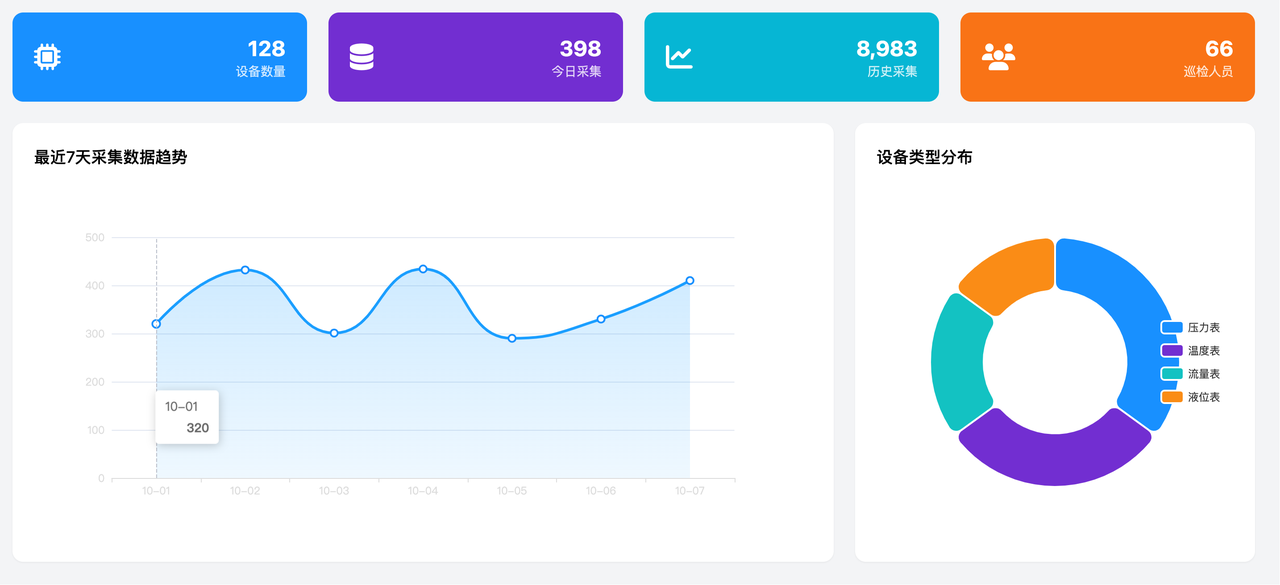 128
设备数量
398
今日采集
8,983
历史采集
66
巡检人员
最近7天采集数据趋势
500
400
300
200
100
0
10-01
320
10-01 10-02 10-03 10-04 10-05 10-06 10-07
设备类型分布
压力表
温度表
流量表
液位表